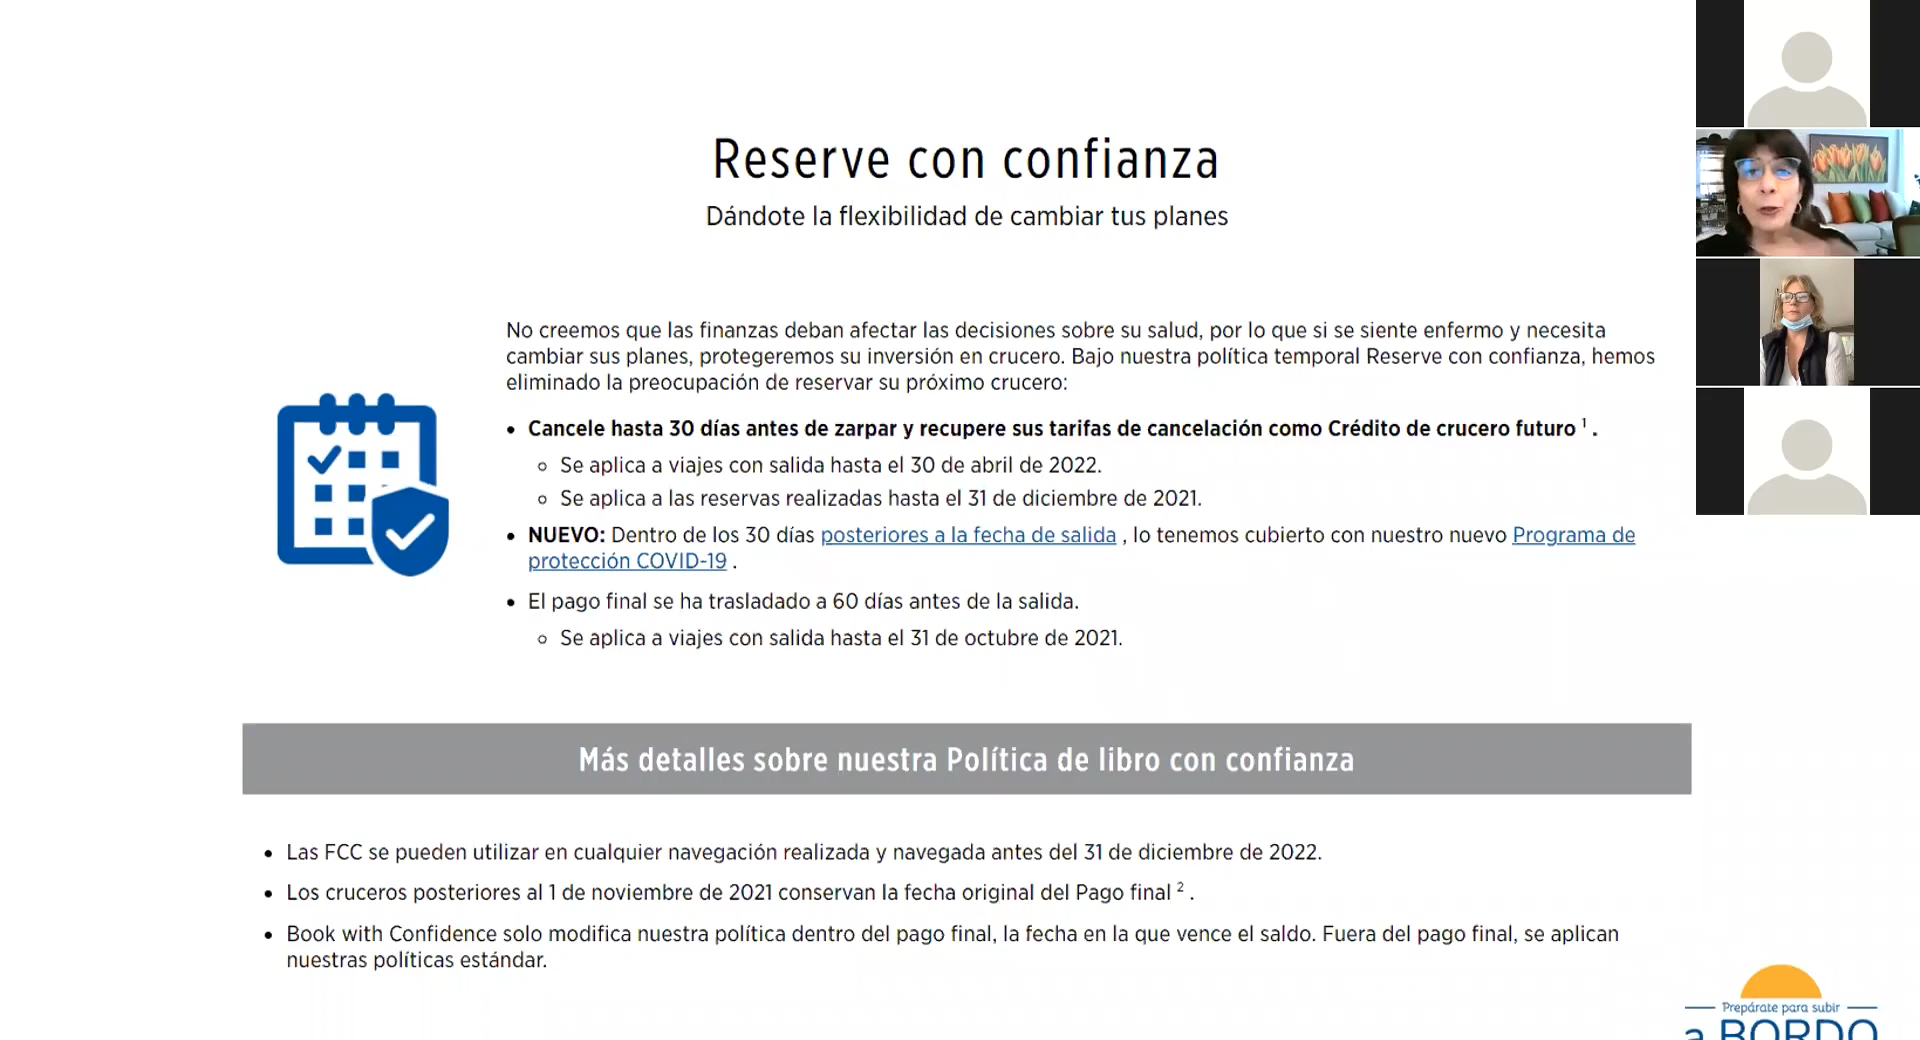 Reserve con confianza
Dándote la flexibilidad de cambiar tus planes
No creemos que las finanzas deban afectar las decisiones sobre su salud, por lo que si se siente enfermo y necesita
cambiar sus planes, protegeremos su inversión en crucero. Bajo nuestra política temporal Reserve con confianza, hemos
eliminado la preocupación de reservar su próximo crucero:
• Cancele hasta 30 días antes de zarpar y recupere sus tarifas de cancelación como Crédito de crucero futuro ¹ .
○ Se aplica a viajes con salida hasta el 30 de abril de 2022.
○ Se aplica a las reservas realizadas hasta el 31 de diciembre de 2021.
• NUEVO: Dentro de los 30 días posteriores a la fecha de salida , lo tenemos cubierto con nuestro nuevo Programa de
protección COVID-19 .
• El pago final se ha trasladado a 60 días antes de la salida.
○ Se aplica a viajes con salida hasta el 31 de octubre de 2021.
Más detalles sobre nuestra Política de libro con confianza
• Las FCC se pueden utilizar en cualquier navegación realizada y navegada antes del 31 de diciembre de 2022.
• Los cruceros posteriores al 1 de noviembre de 2021 conservan la fecha original del Pago final ² .
• Book with Confidence solo modifica nuestra política dentro del pago final, la fecha en la que vence el saldo. Fuera del pago final, se aplican
nuestras políticas estándar.
Prepárate para subir
a BORDO